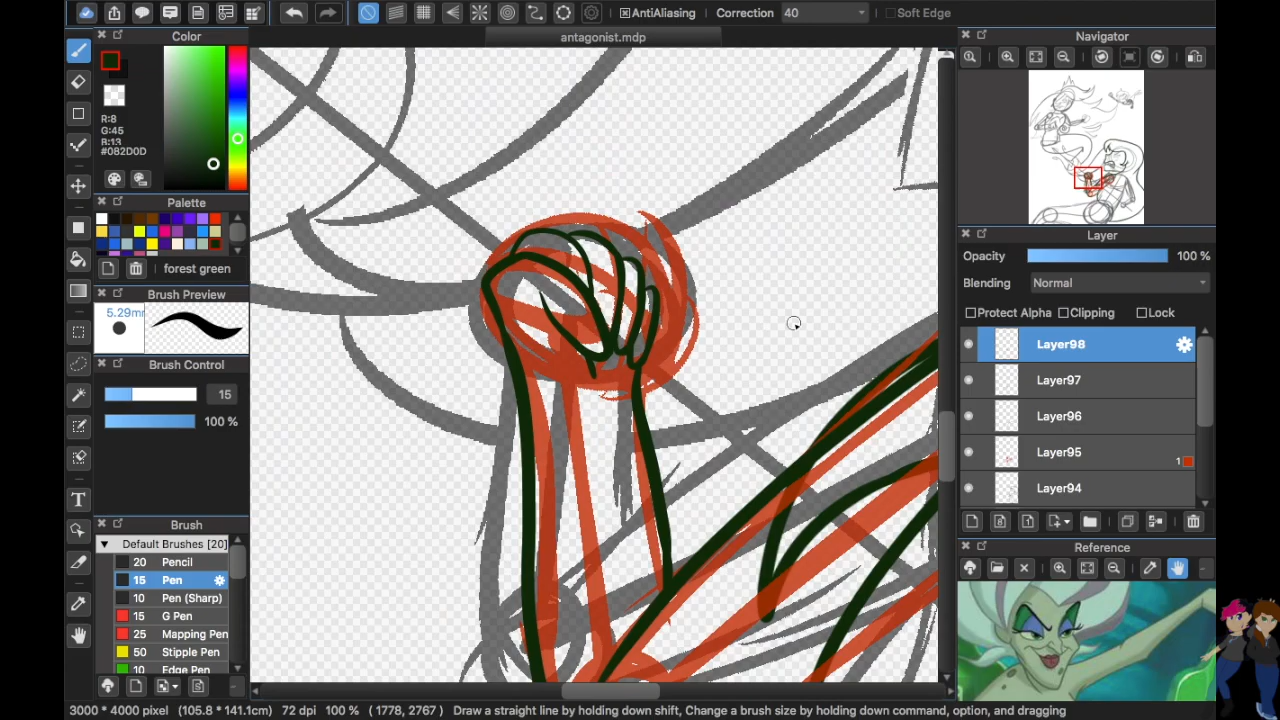 AntiAliasing Correction 40 Soft Edge
antagonist.mdp
Color
R:8
G:45
B:13
#082D0D
Palette
forest green
Brush Preview
5.29m
Brush Control
15
100 %
Brush
Default Brushes [20]
20 Pencil
15 Pen
10 Pen (Sharp)
15 G Pen
25 Mapping Pen
50 Stipple Pen
10 Edge Pen
Navigator
Layer
Opacity 100 %
Blending Normal
Protect Alpha Clipping Lock
Layer98
Layer97
Layer96
Layer95 1
Layer94
Reference
3000 * 4000 pixel (105.8 * 141.1cm) 72 dpi 100 % ( 1778, 2767 ) Draw a straight line by holding down shift, Change a brush size by holding down command, option, and dragging